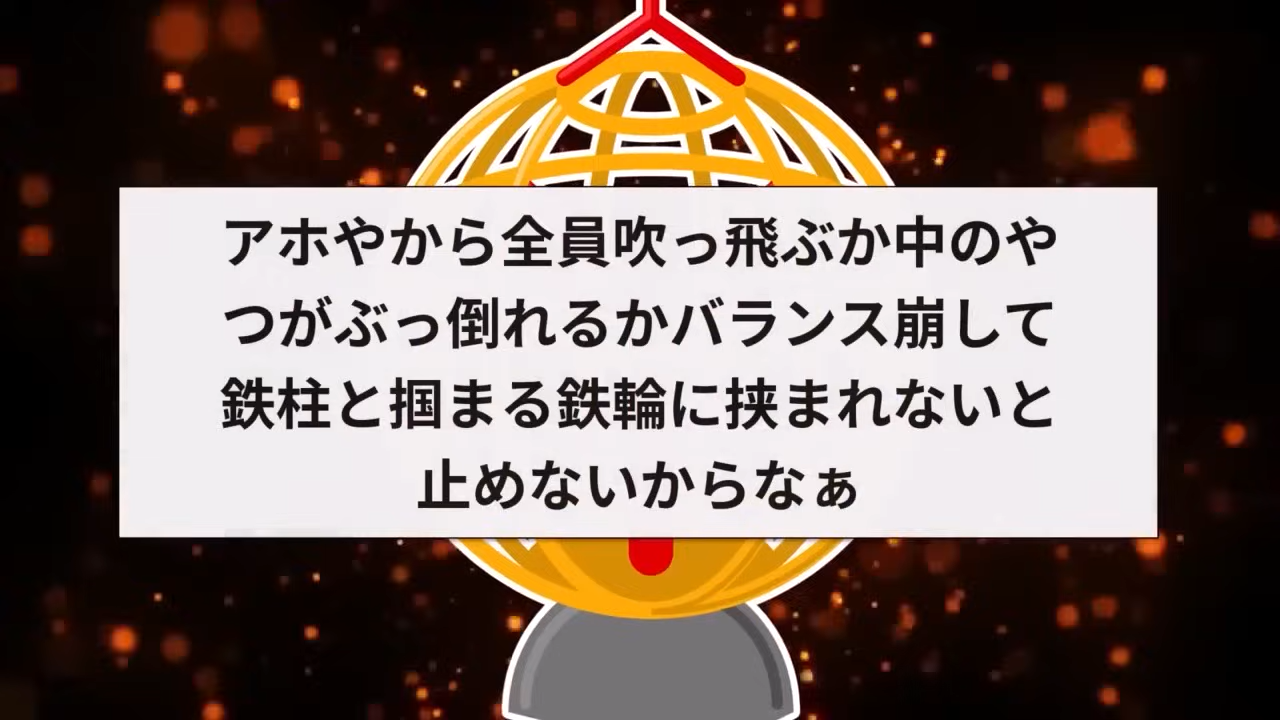 アホやから全員吹っ飛ぶか中のや
つがぶっ倒れるかバランス崩して
鉄柱と掴まる鉄輪に挟まれないと
止めないからなぁ